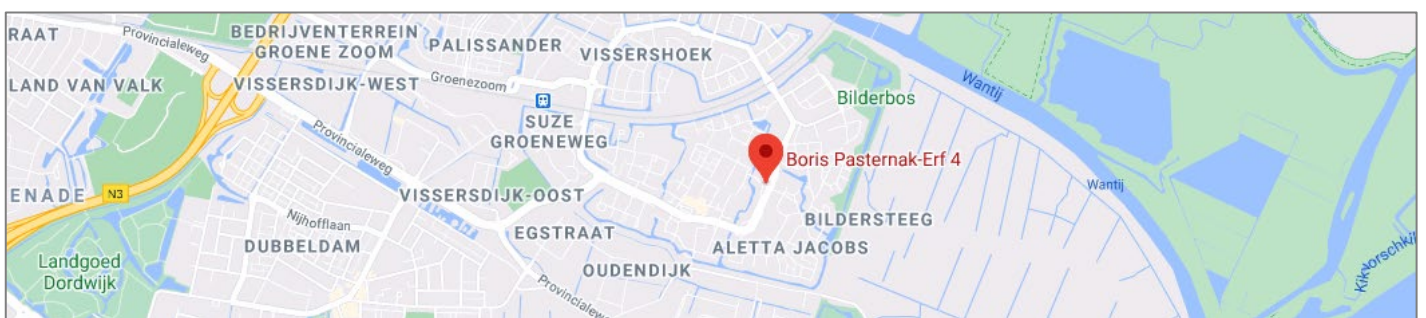 RAAT
Provincialeweg
BEDRIJVENTERREIN
GROENE ZOOM
PALISSANDER
VISSERSHOEK
LAND VAN VALK
VISSERSDIJK-WEST
Groenezoom
Wantij
Bilderbos
SUZE
GROENEWEG
Provincialeweg
Boris Pasternak-Erf 4
ENADE
N3
VISSERSDIJK-OOST
Wantij
Nijhofflaan
BILDERSTEEG
EGSTRAAT
DUBBELDAM
ALETTA JACOBS
Landgoed
Dordwijk
OUDENDIJK
Provincialewe